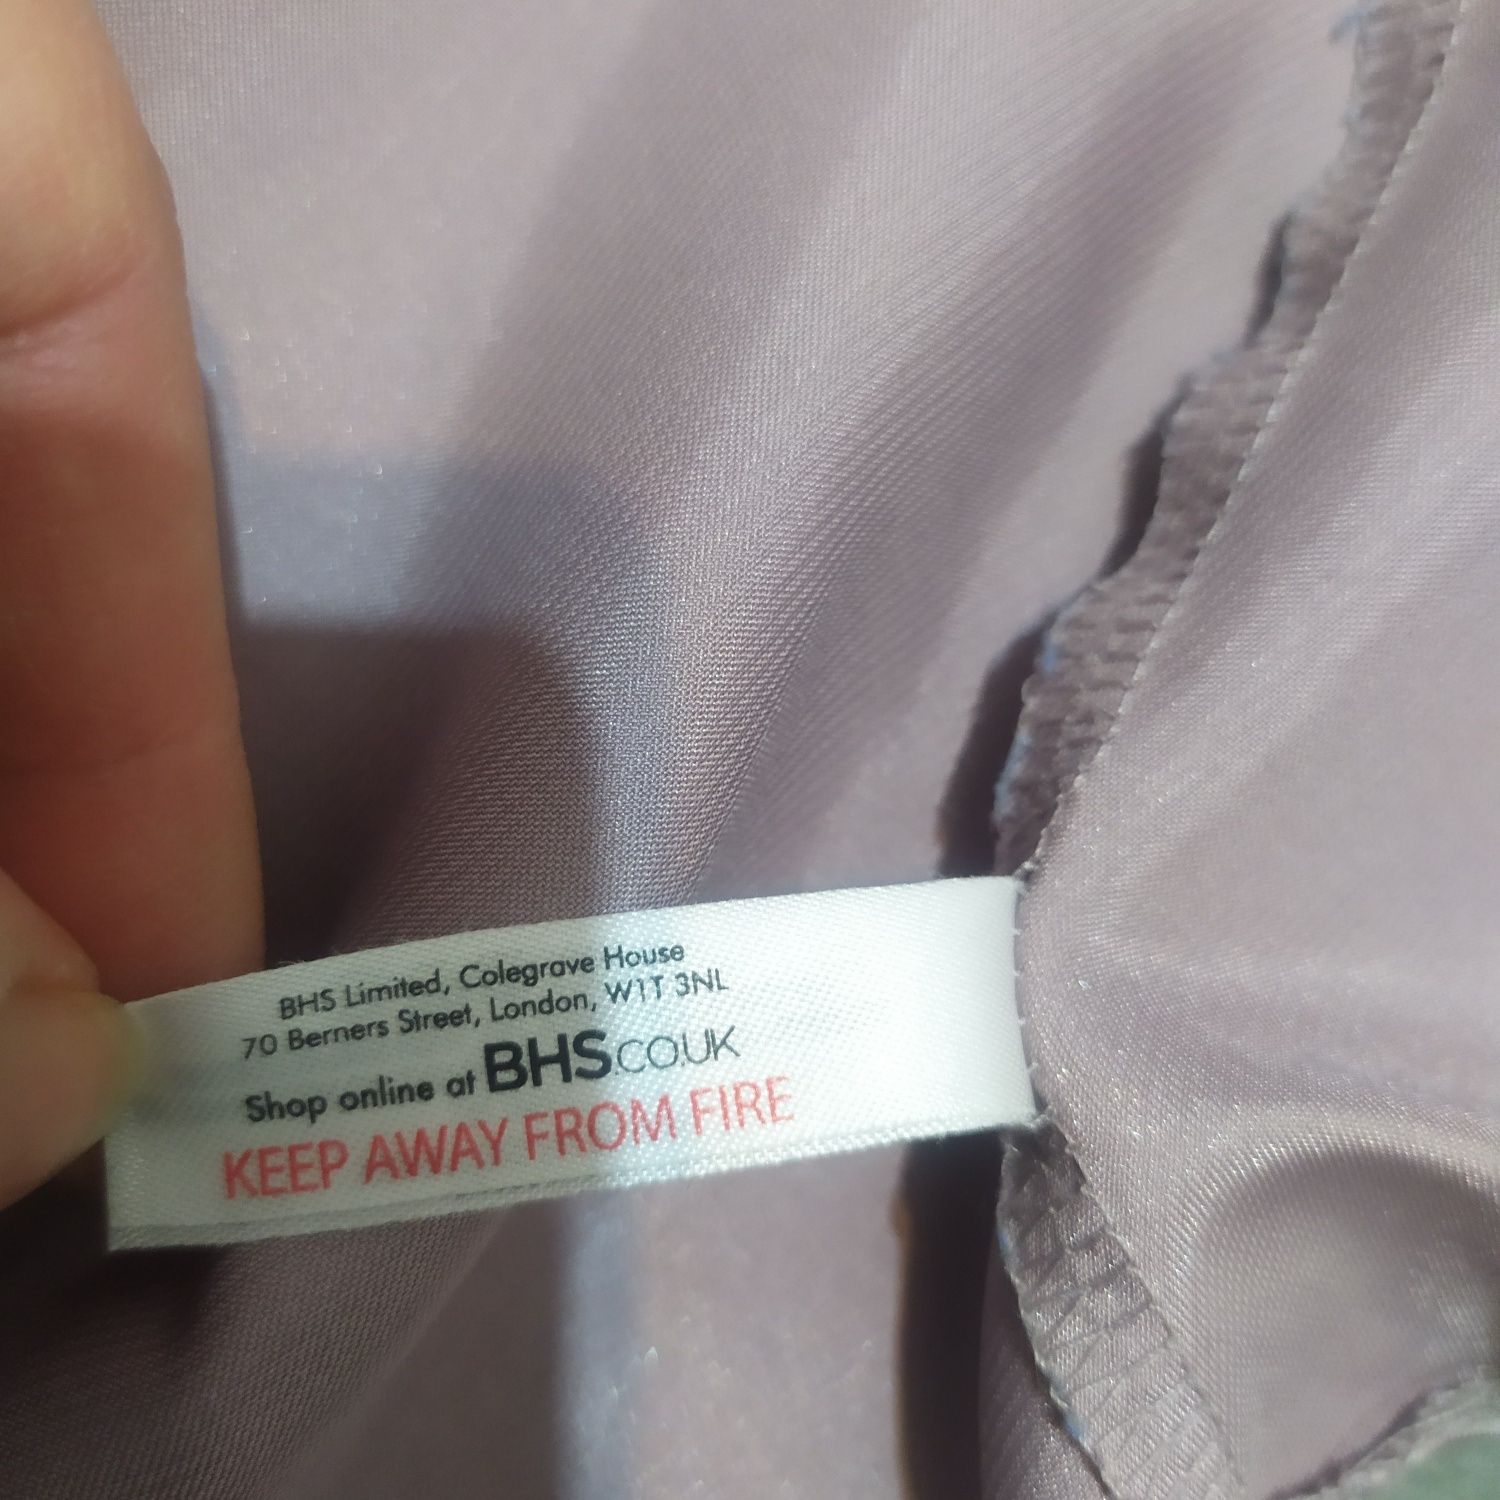 BHS Limited, Colegrave House
70 Berners Street, London, W1T 3NL
Shop online at BHS.CO.UK
KEEP AWAY FROM FIRE